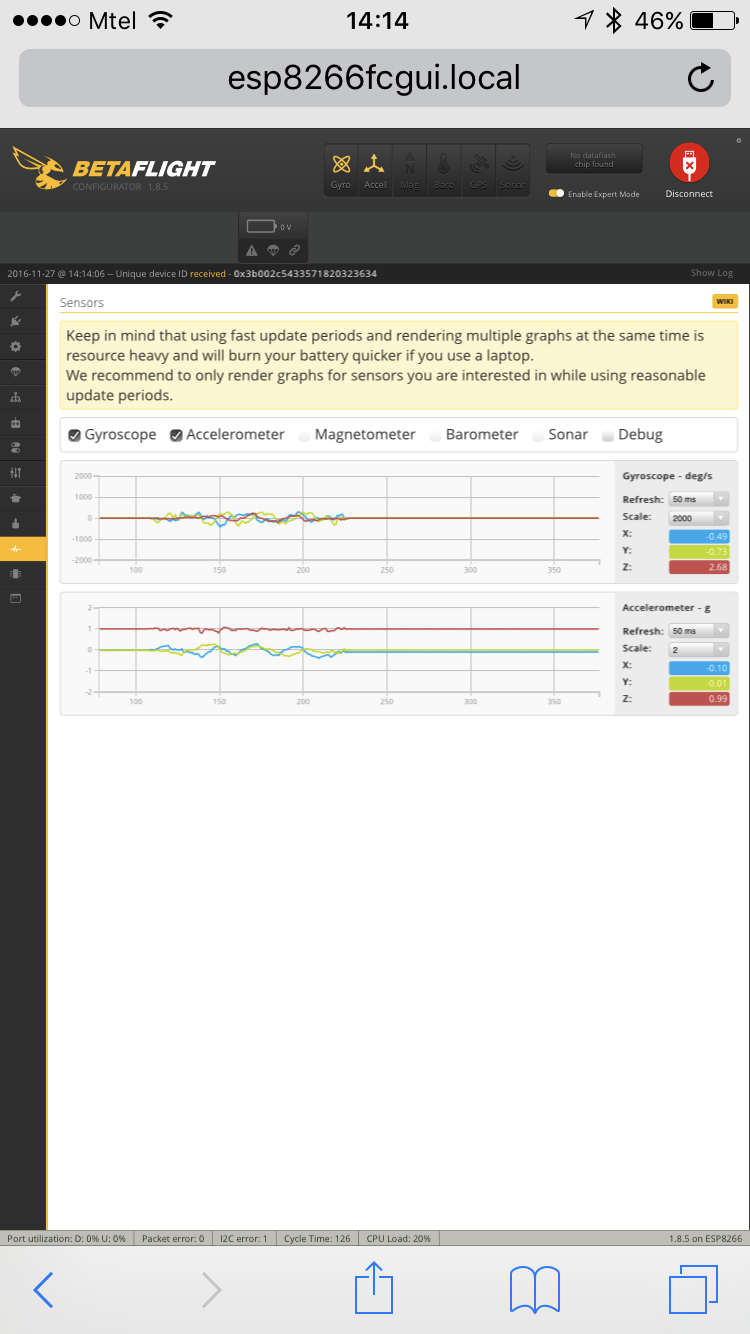 Mtel 14:14 46%
esp8266fcgui.local
BETAFLIGHT
CONFIGURATOR 1.8.5
Gyro Accel Mag Baro GPS Sonar
No dataflash
chip found
Enable Expert Mode
Disconnect
0 V
2016-11-27 @ 14:14:06 -- Unique device ID received - 0x3b002c5433571820323634 Show Log
Sensors WIKI
Keep in mind that using fast update periods and rendering multiple graphs at the same time is
resource heavy and will burn your battery quicker if you use a laptop.
We recommend to only render graphs for sensors you are interested in while using reasonable
update periods.
Gyroscope Accelerometer Magnetometer Barometer Sonar Debug
2000
1000
0
-1000
-2000
100 150 200 250 300 350
Gyroscope - deg/s
Refresh: 50 ms
Scale: 2000
X: -0.49
Y: -0.73
Z: 2.68
2
1
0
-1
-2
100 150 200 250 300 350
Accelerometer - g
Refresh: 50 ms
Scale: 2
X: -0.10
Y: -0.01
Z: 0.99
Port utilization: D: 0% U: 0% Packet error: 0 I2C error: 1 Cycle Time: 126 CPU Load: 20% 1.8.5 on ESP8266